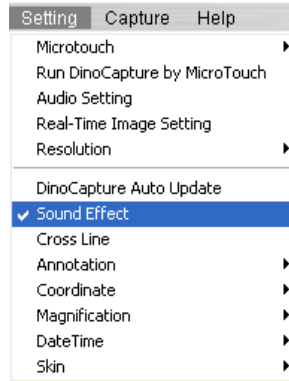 Setting Capture Help
Microtouch
Run DinoCapture by MicroTouch
Audio Setting
Real-Time Image Setting
Resolution
DinoCapture Auto Update
Sound Effect
Cross Line
Annotation
Coordinate
Magnification
DateTime
Skin